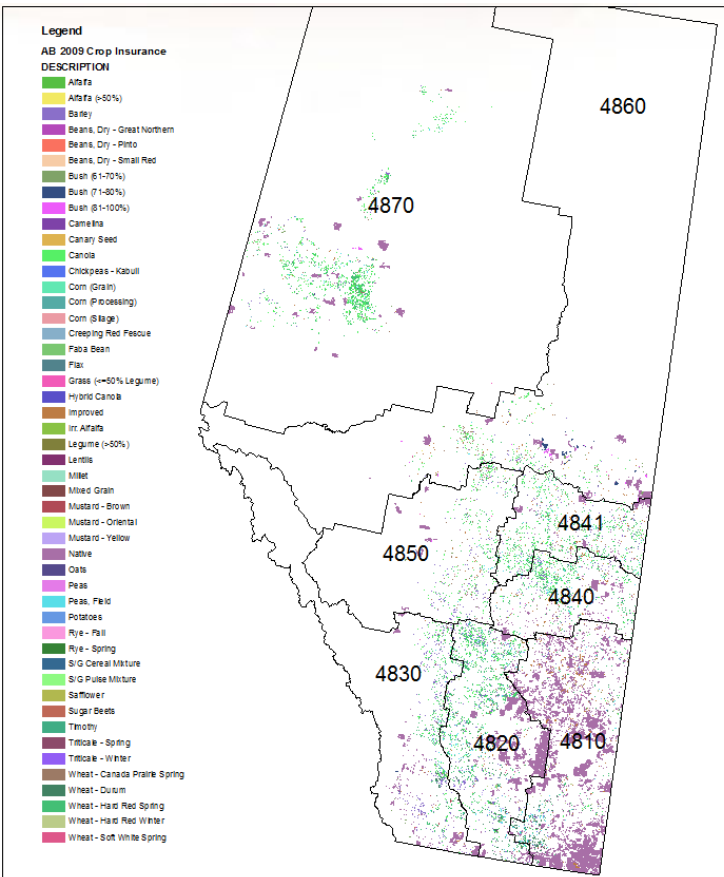 Legend
AB 2009 Crop Insurance
DESCRIPTION
Alfalfa
Alfalfa (>50%)
Barley
Beans, Dry - Great Northern
Beans, Dry - Pinto
Beans, Dry - Small Red
Bush (61-70%)
Bush (71-80%)
Bush (81-100%)
Camelina
Canary Seed
Canola
Chickpeas - Kabuli
Corn (Grain)
Corn (Processing)
Corn (Silage)
Creeping Red Fescue
Faba Bean
Flax
Grass (<=50% Legume)
Hybrid Canola
Improved
Irr. Alfalfa
Legume (>50%)
Lentils
Millet
Mixed Grain
Mustard - Brown
Mustard - Oriental
Mustard - Yellow
Native
Oats
Peas
Peas, Field
Potatoes
Rye - Fall
Rye - Spring
S/G Cereal Mixture
S/G Pulse Mixture
Safflower
Sugar Beets
Timothy
Triticale - Spring
Triticale - Winter
Wheat - Canada Prairie Spring
Wheat - Durum
Wheat - Hard Red Spring
Wheat - Hard Red Winter
Wheat - Soft White Spring
4860
4870
4841
4850
4840
4830
4820
4810